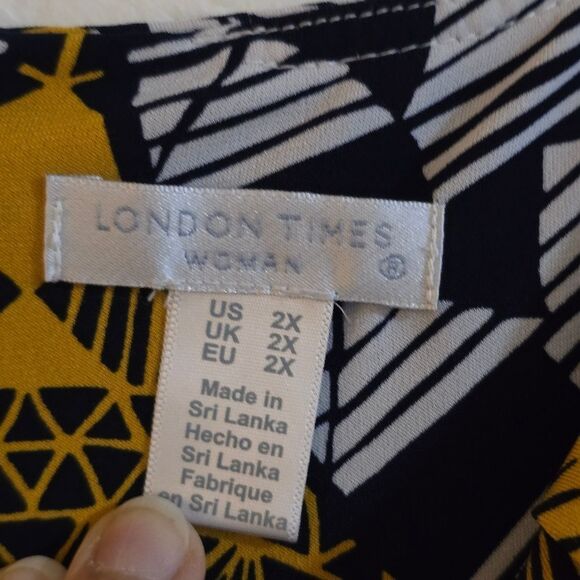 LONDON TIMES
WOMAN ®
US 2X
UK 2X
EU 2X
Made in
Sri Lanka
Hecho en
Sri Lanka
Fabrique
en Sri Lanka